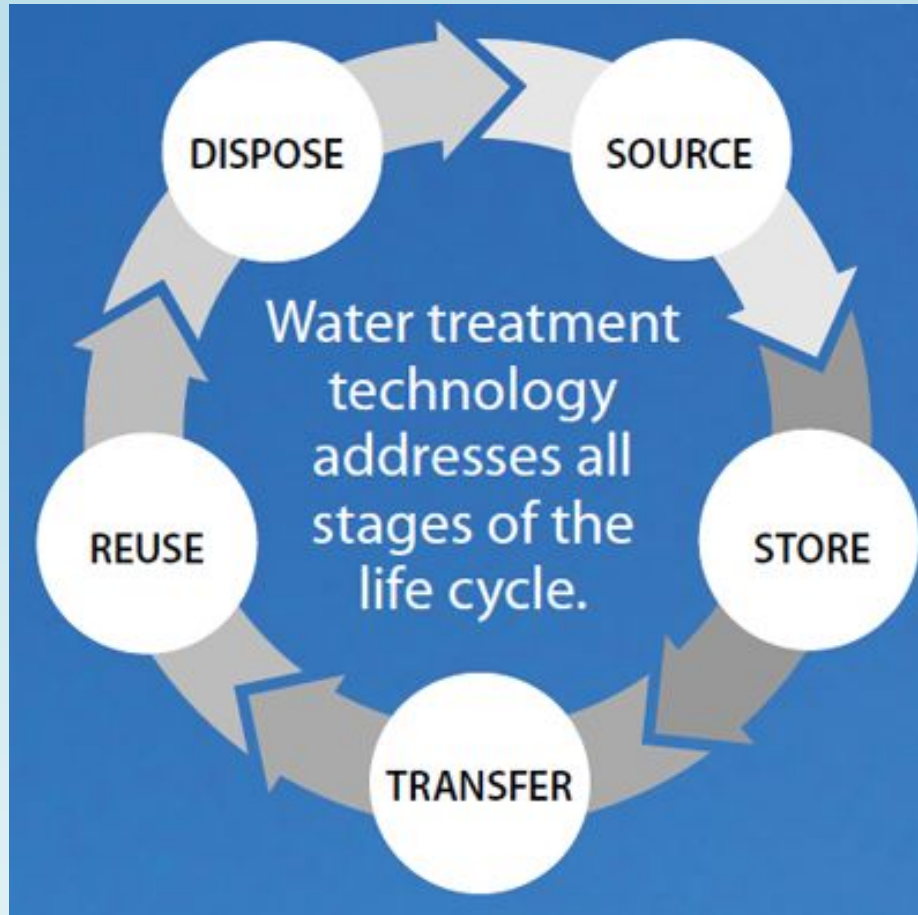 DISPOSE
SOURCE
Water treatment
technology
addresses all
stages of the
life cycle.
REUSE
STORE
TRANSFER